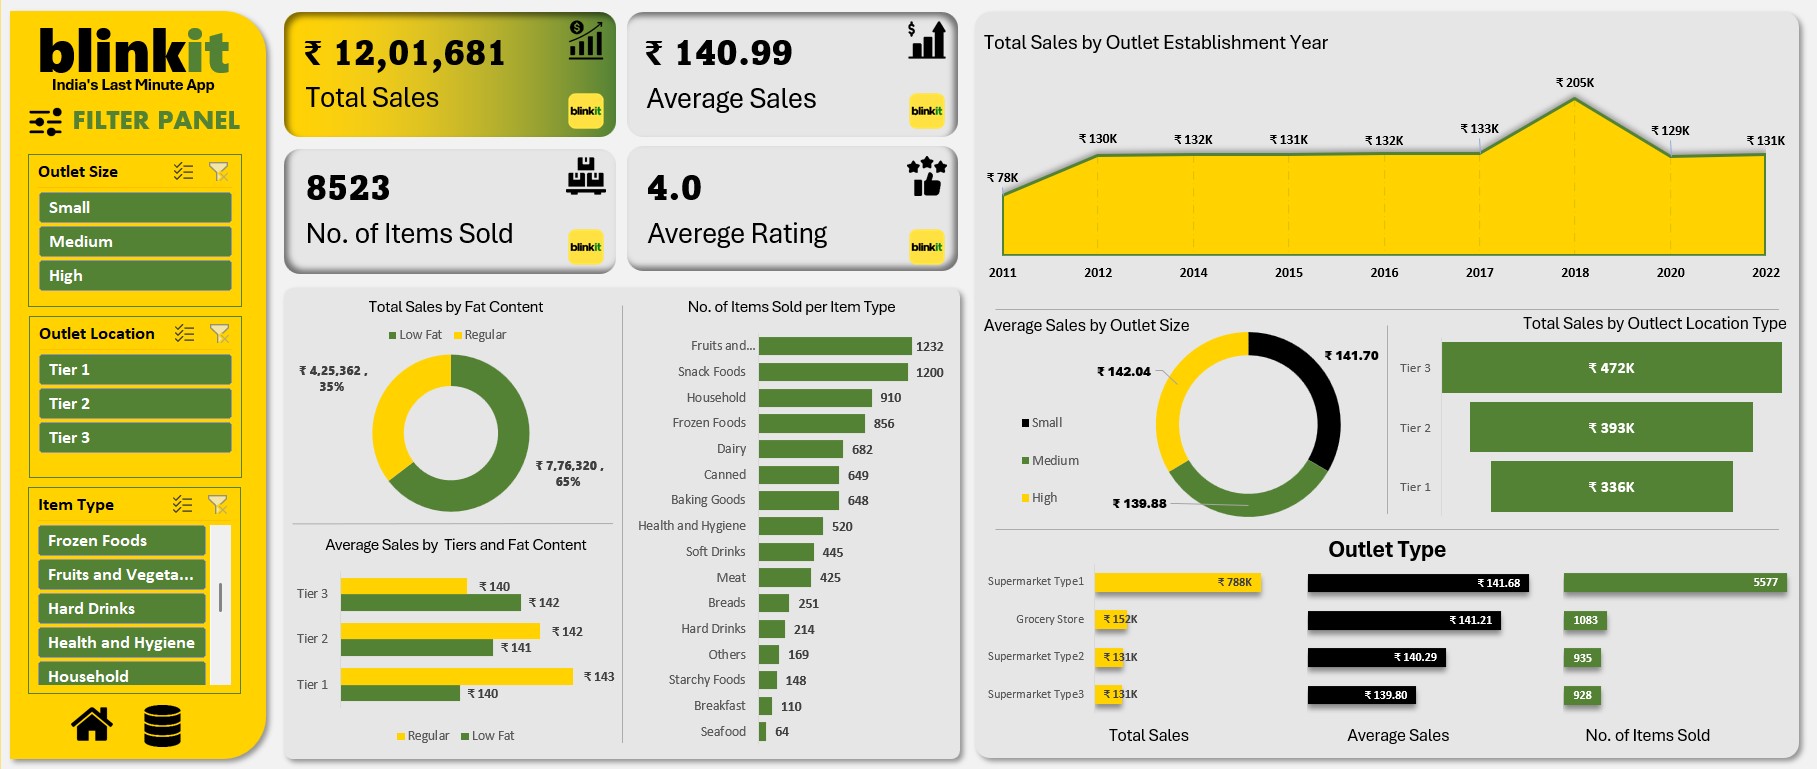 blinkit
India's Last Minute App
FILTER PANEL
Outlet Size
Small
Medium
High
Outlet Location
Tier 1
Tier 2
Tier 3
Item Type
Frozen Foods
Fruits and Vegeta...
Hard Drinks
Health and Hygiene
Household
₹ 12,01,681
Total Sales
blinkit
₹ 140.99
Average Sales
blinkit
8523
No. of Items Sold
blinkit
4.0
Averege Rating
blinkit
Total Sales by Fat Content
Low Fat Regular
₹ 4,25,362 ,
35%
₹ 7,76,320 ,
65%
Average Sales by Tiers and Fat Content
Tier 3 ₹ 140
₹ 142
Tier 2 ₹ 142
₹ 141
Tier 1 ₹ 143
₹ 140
Regular Low Fat
No. of Items Sold per Item Type
Fruits and... 1232
Snack Foods 1200
Household 910
Frozen Foods 856
Dairy 682
Canned 649
Baking Goods 648
Health and Hygiene 520
Soft Drinks 445
Meat 425
Breads 251
Hard Drinks 214
Others 169
Starchy Foods 148
Breakfast 110
Seafood 64
Total Sales by Outlet Establishment Year
₹ 78K ₹ 130K ₹ 132K ₹ 131K ₹ 132K ₹ 133K ₹ 205K ₹ 129K ₹ 131K
2011 2012 2014 2015 2016 2017 2018 2020 2022
Average Sales by Outlet Size
₹ 141.70
₹ 142.04
₹ 139.88
Small
Medium
High
Total Sales by Outlect Location Type
Tier 3 ₹ 472K
Tier 2 ₹ 393K
Tier 1 ₹ 336K
Outlet Type
Supermarket Type1 ₹ 788K ₹ 141.68 5577
Grocery Store ₹ 152K ₹ 141.21 1083
Supermarket Type2 ₹ 131K ₹ 140.29 935
Supermarket Type3 ₹ 131K ₹ 139.80 928
Total Sales Average Sales No. of Items Sold